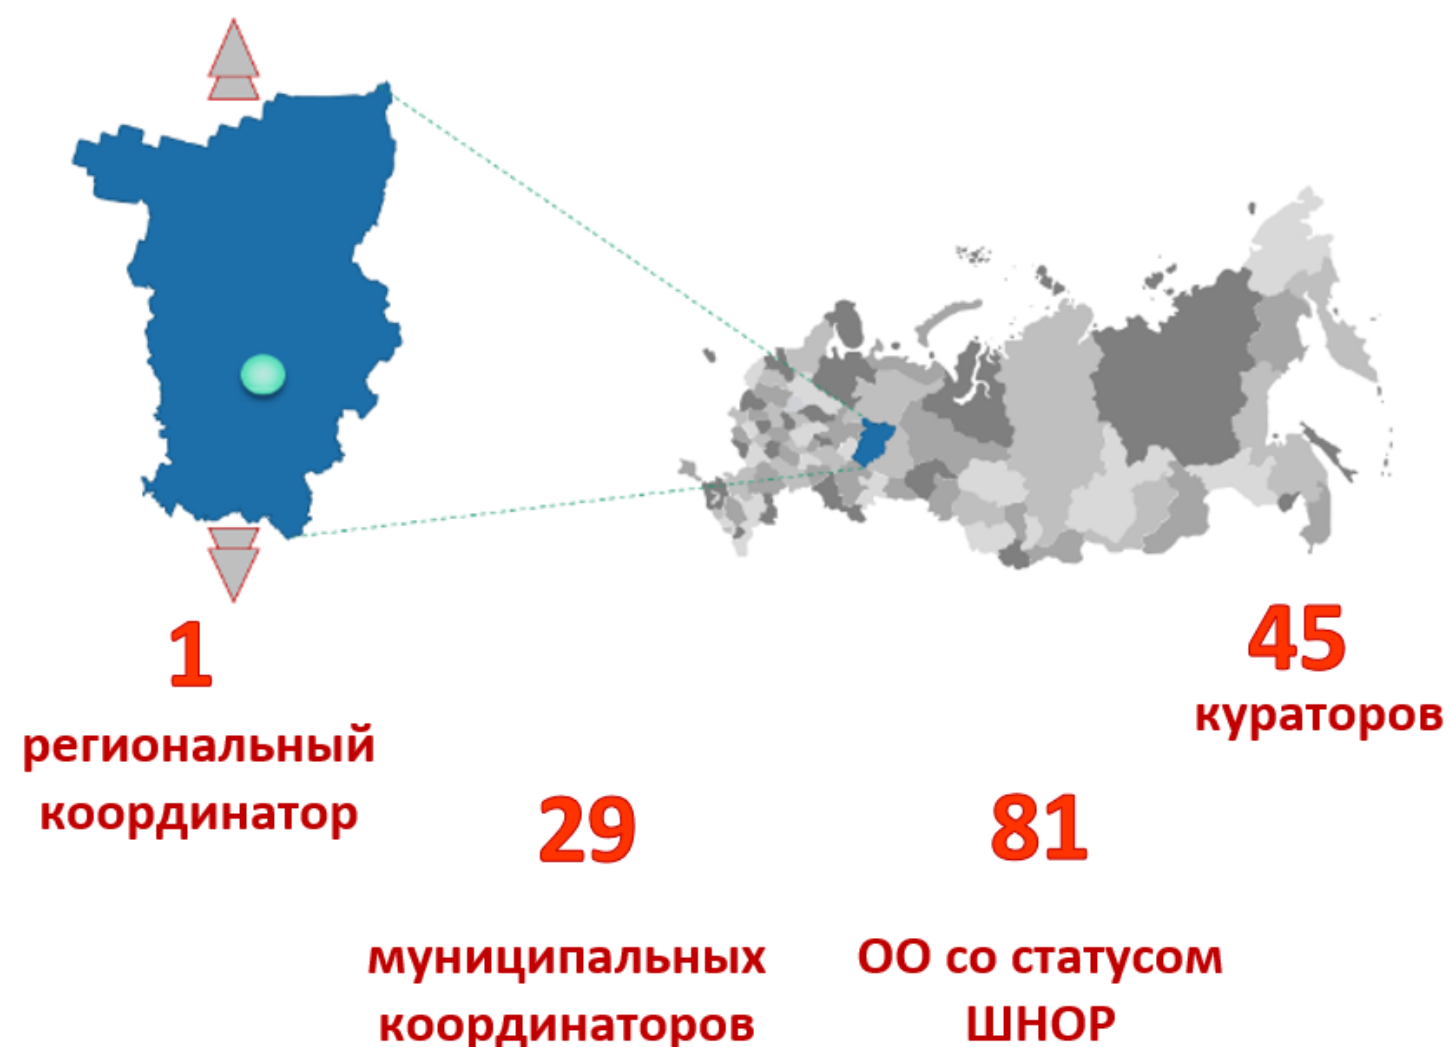 1
региональный
координатор
29
муниципальных
координаторов
81
ОО со статусом
ШНОР
45
кураторов